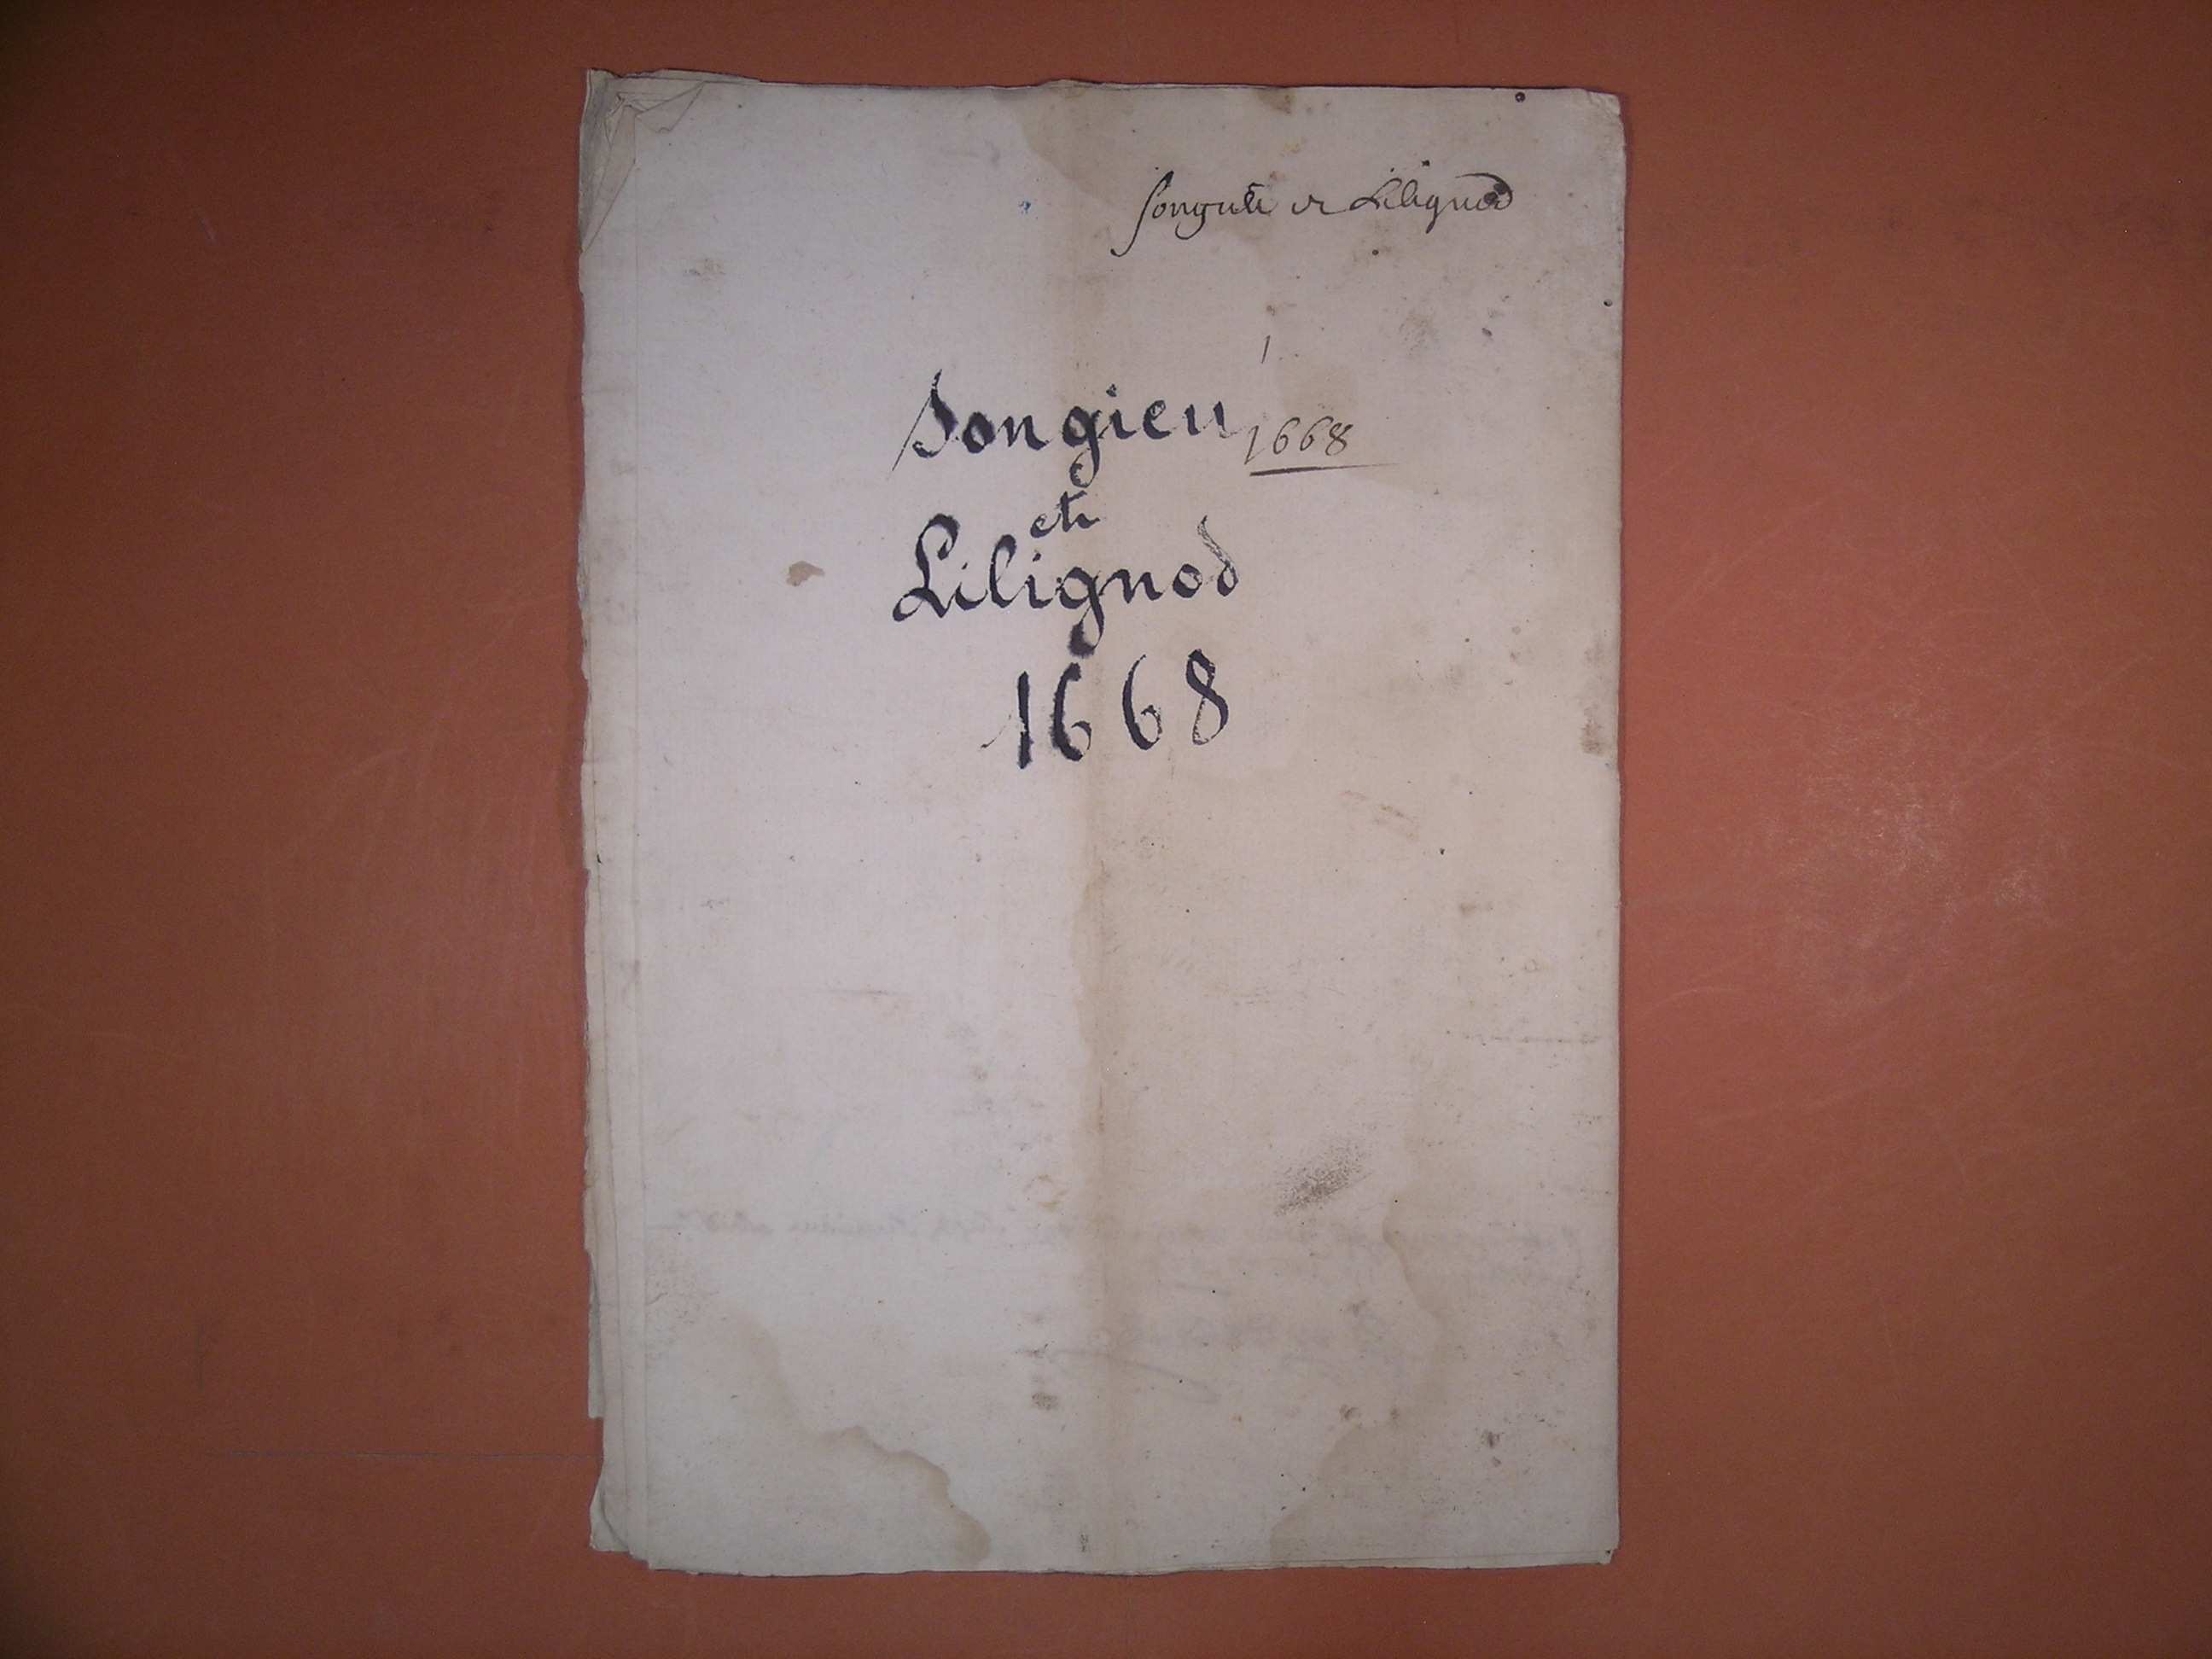 Songieu et Lilignod
Songieu 1668
et
Lilignod
1668